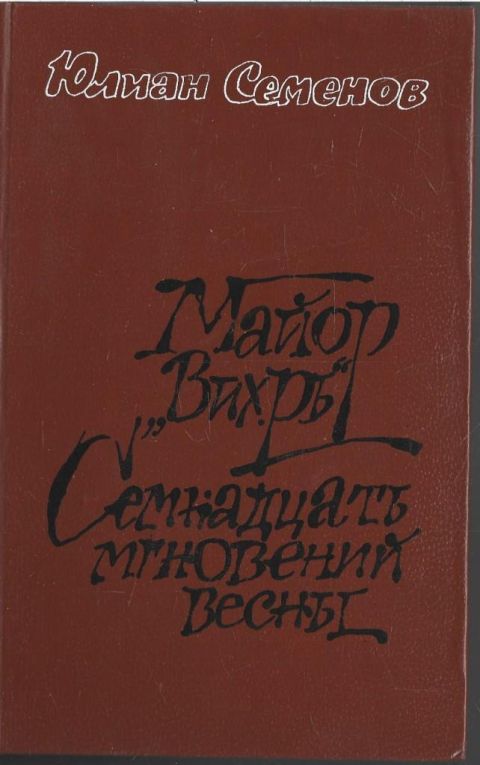 Юлиан Семенов
Майор
„Вихрь“
Семнадцать
мгновений
весны